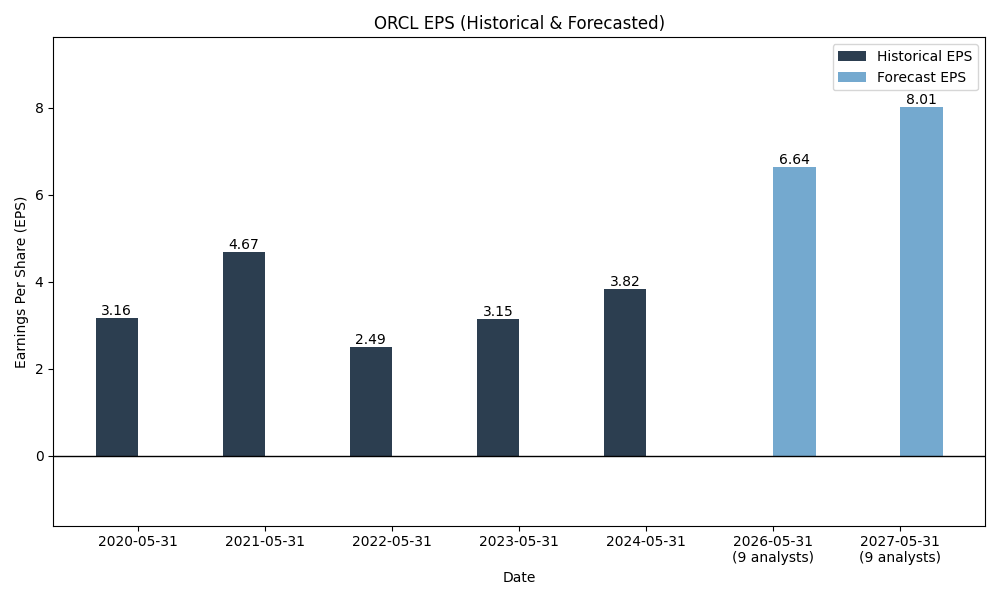 ORCL EPS (Historical & Forecasted)
Historical EPS
Forecast EPS
Earnings Per Share (EPS)
8
6
4
2
0
3.16
4.67
2.49
3.15
3.82
6.64
8.01
2020-05-31
2021-05-31
2022-05-31
2023-05-31
2024-05-31
2026-05-31
(9 analysts)
2027-05-31
(9 analysts)
Date